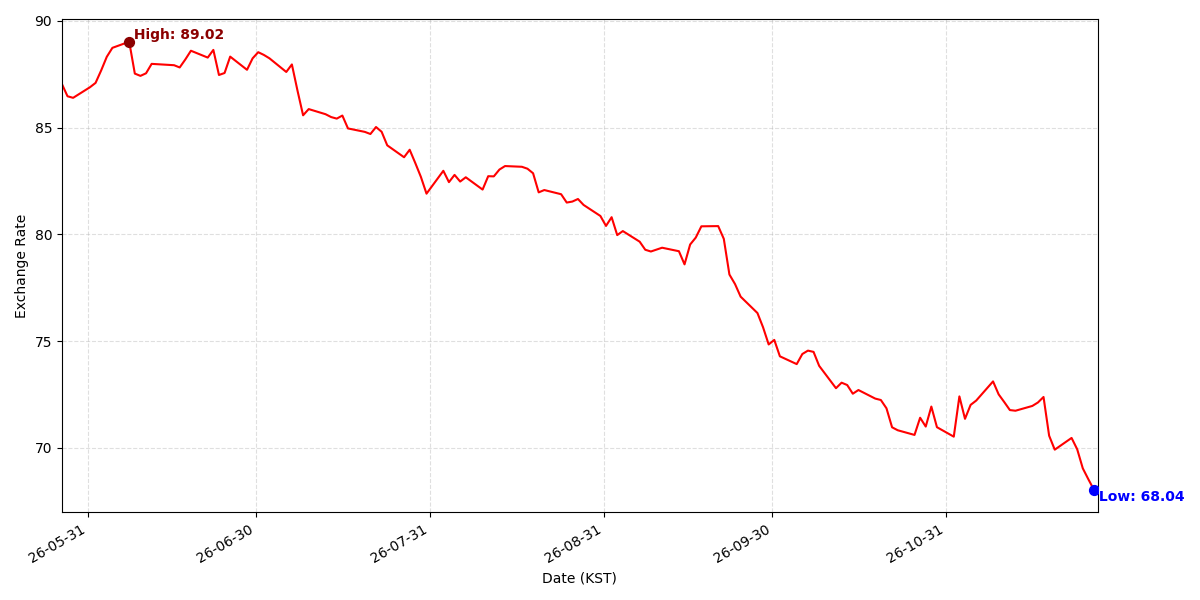 High: 89.02
90
85
80
75
70
Exchange Rate
Low: 68.04
26-05-31
26-06-30
26-07-31
26-08-31
26-09-30
26-10-31
Date (KST)